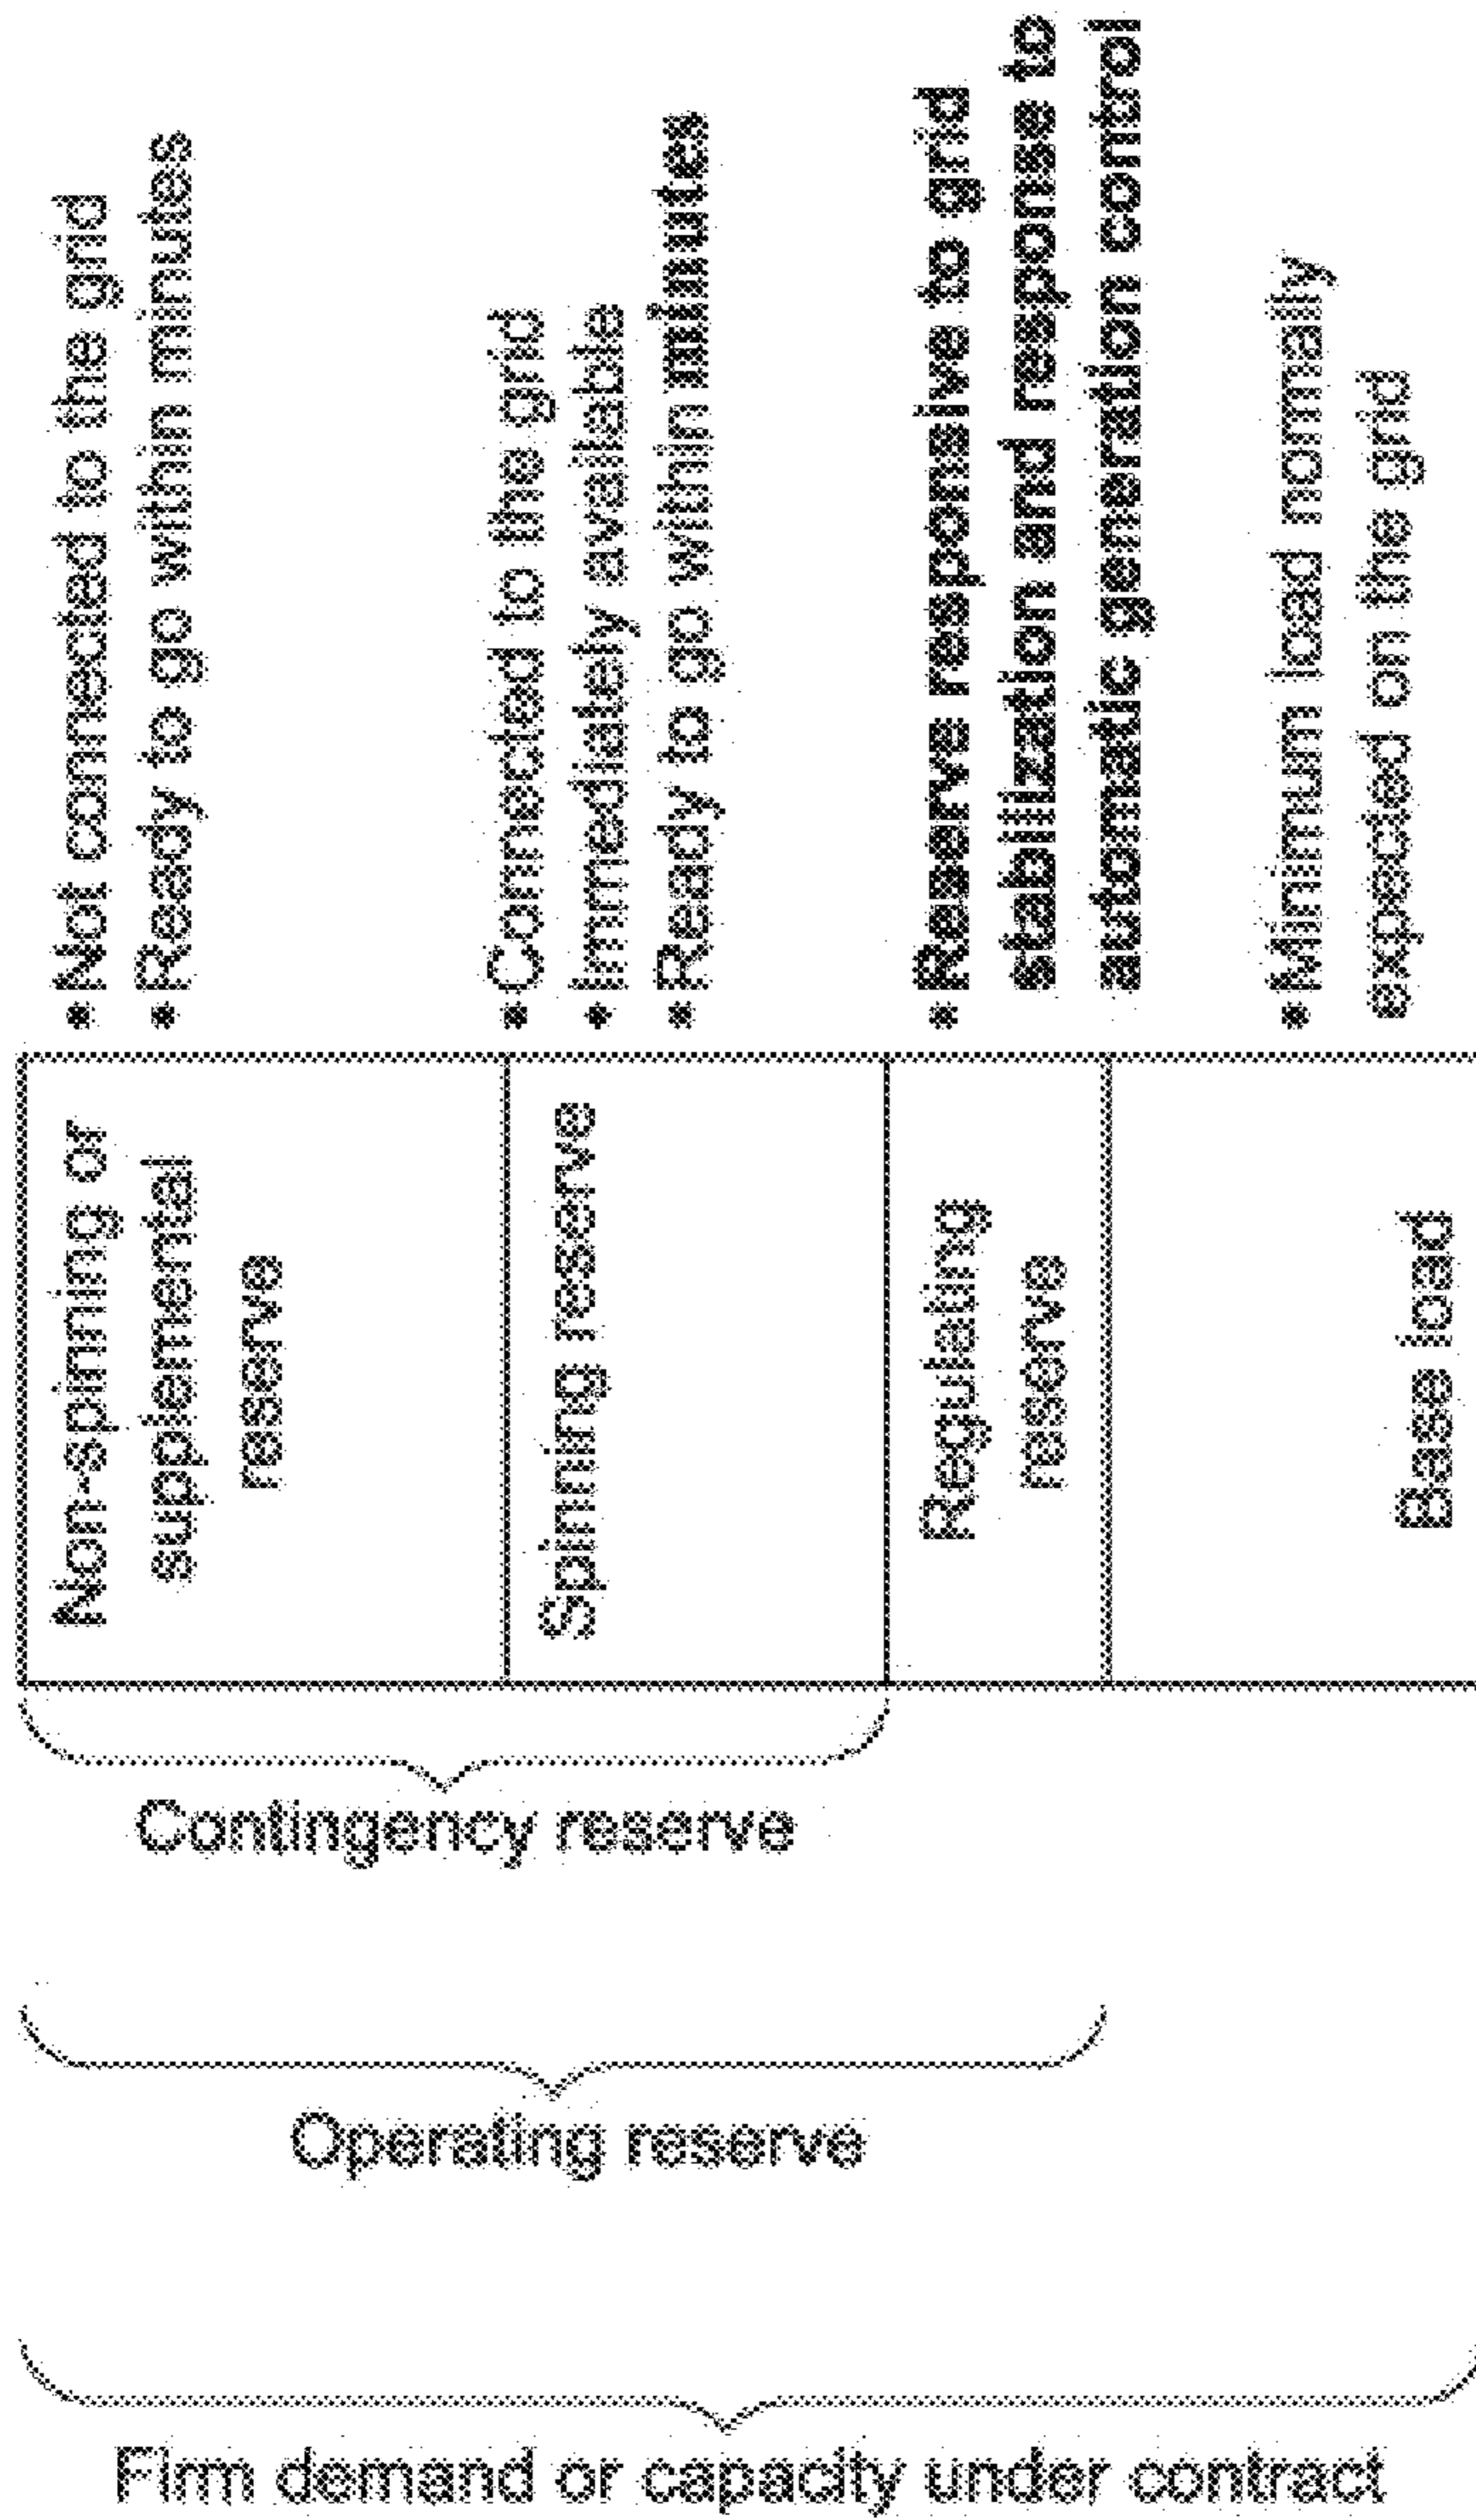 Non-spinning or
supplemental
reserve
• Not connected to the grid
• Ready to go within minutes
Spinning reserve
• Connected to the grid
• Immediately available
• Ready to go within minutes
Regulating
reserve
• Reserve responsive to grid
stabilization and response to
automatic generation control
Base load
• Minimum load normally
expected on the grid
Contingency reserve
Operating reserve
Firm demand or capacity under contract